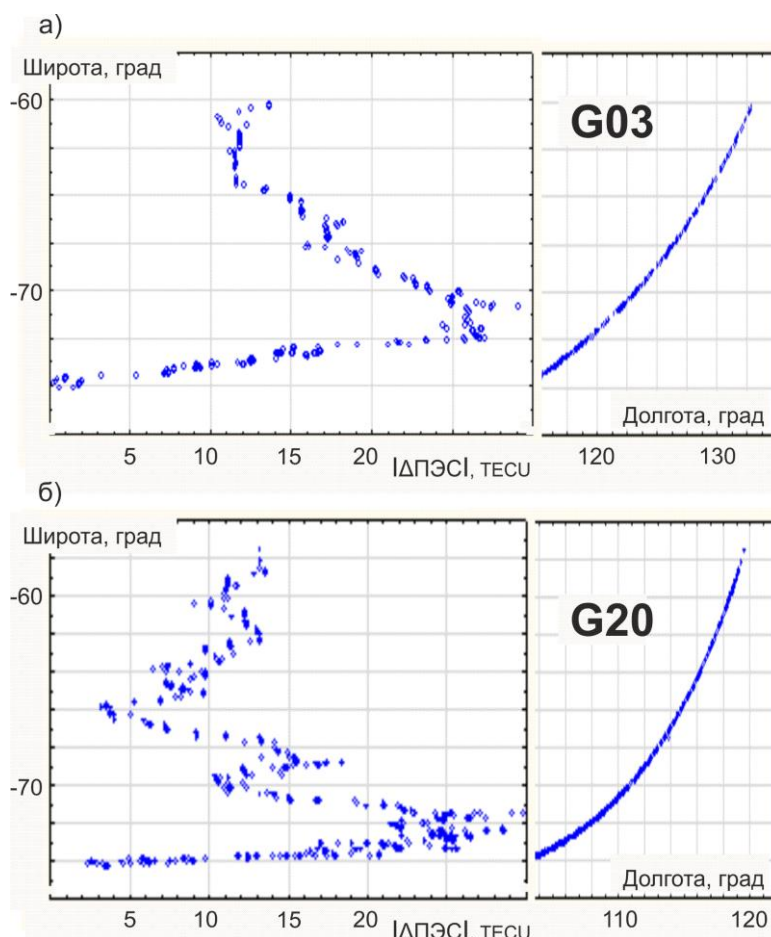 а)
Широта, град
-60
G03
-70
Долгота, град
5 10 15 20 120 130
|ΔПЭС|, TECU
б)
Широта, град
-60
G20
-70
Долгота, град
5 10 15 20 110 120
|ΔПЭС|, TECU